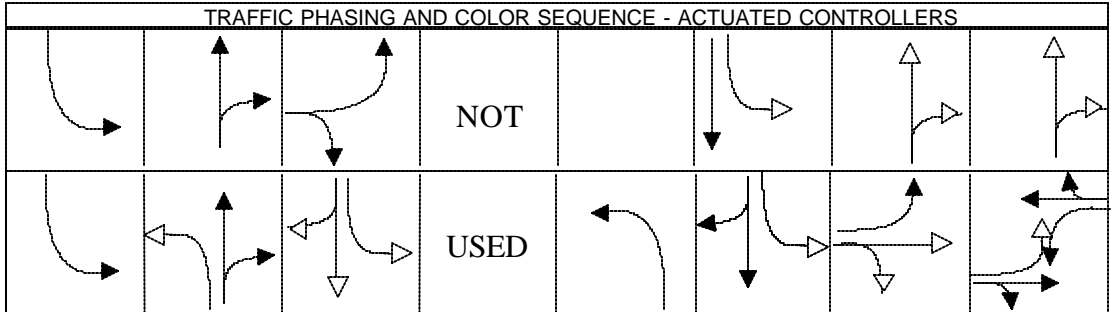 TRAFFIC PHASING AND COLOR SEQUENCE - ACTUATED CONTROLLERS
NOT
USED